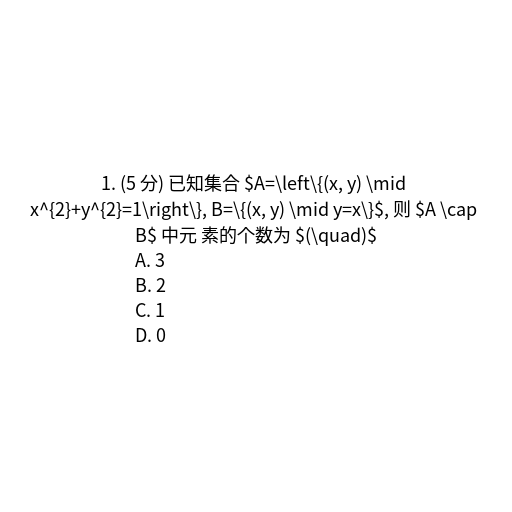 1. (5 分) 已知集合 $A=\left\{(x, y) \mid
x^{2}+y^{2}=1\right\}, B=\{(x, y) \mid y=x\}$, 则 $A \cap
B$ 中元 素的个数为 $(\quad)$
A. 3
B. 2
C. 1
D. 0